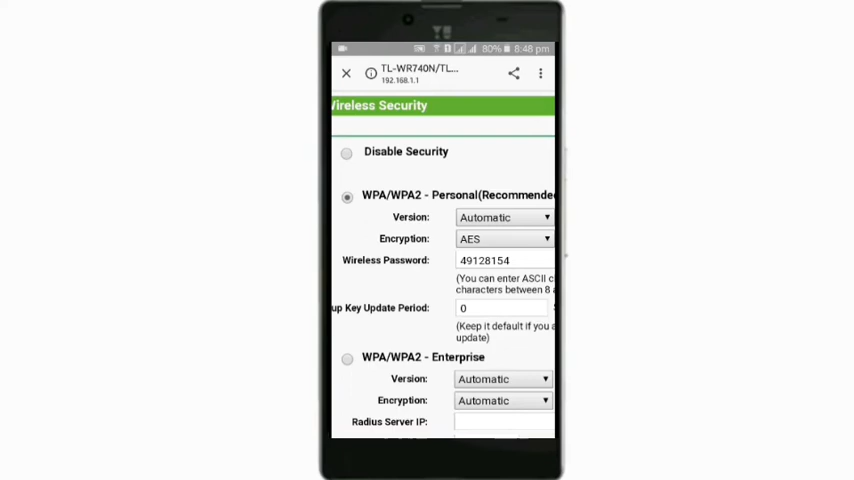 YU
80% 8:48 pm
TL-WR740N/TL...
192.168.1.1
Wireless Security
Disable Security
WPA/WPA2 - Personal(Recommended
Version: Automatic
Encryption: AES
Wireless Password: 49128154
(You can enter ASCII c
characters between 8 a
up Key Update Period: 0
(Keep it default if you a
update)
WPA/WPA2 - Enterprise
Version: Automatic
Encryption: Automatic
Radius Server IP: